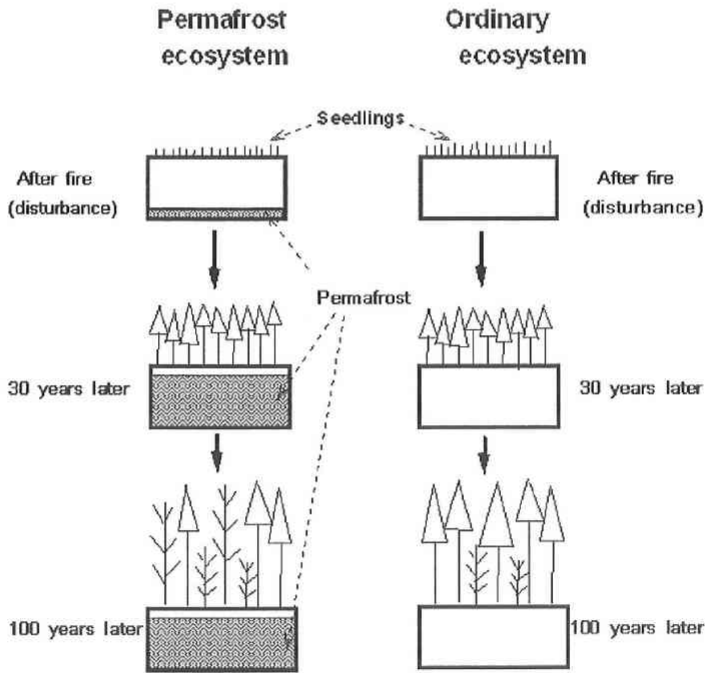 Permafrost
ecosystem
Ordinary
ecosystem
Seedlings
After fire
(disturbance)
After fire
(disturbance)
Permafrost
30 years later
30 years later
100 years later
100 years later